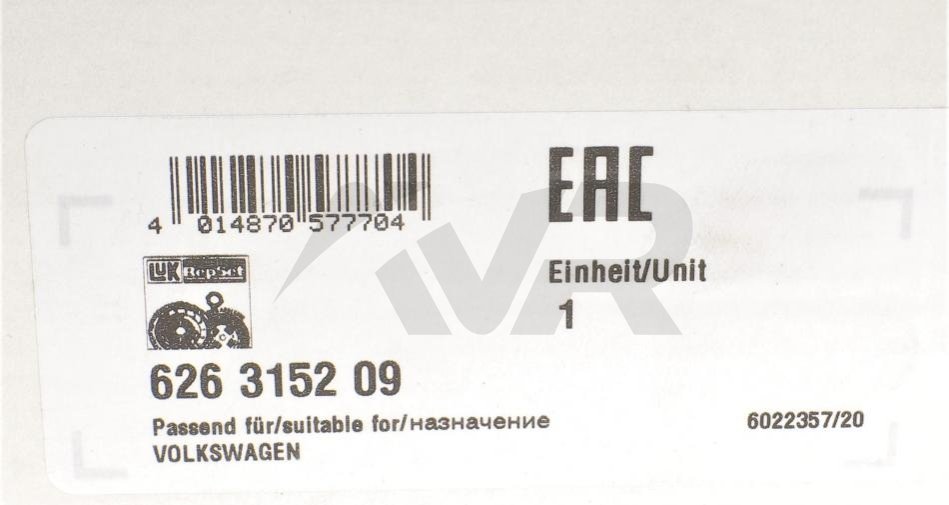 EAC
4 014870 577704
LUK RepSet
Einheit/Unit
1
626 3152 09
Passend für/suitable for/назначение
VOLKSWAGEN
6022357/20
VR